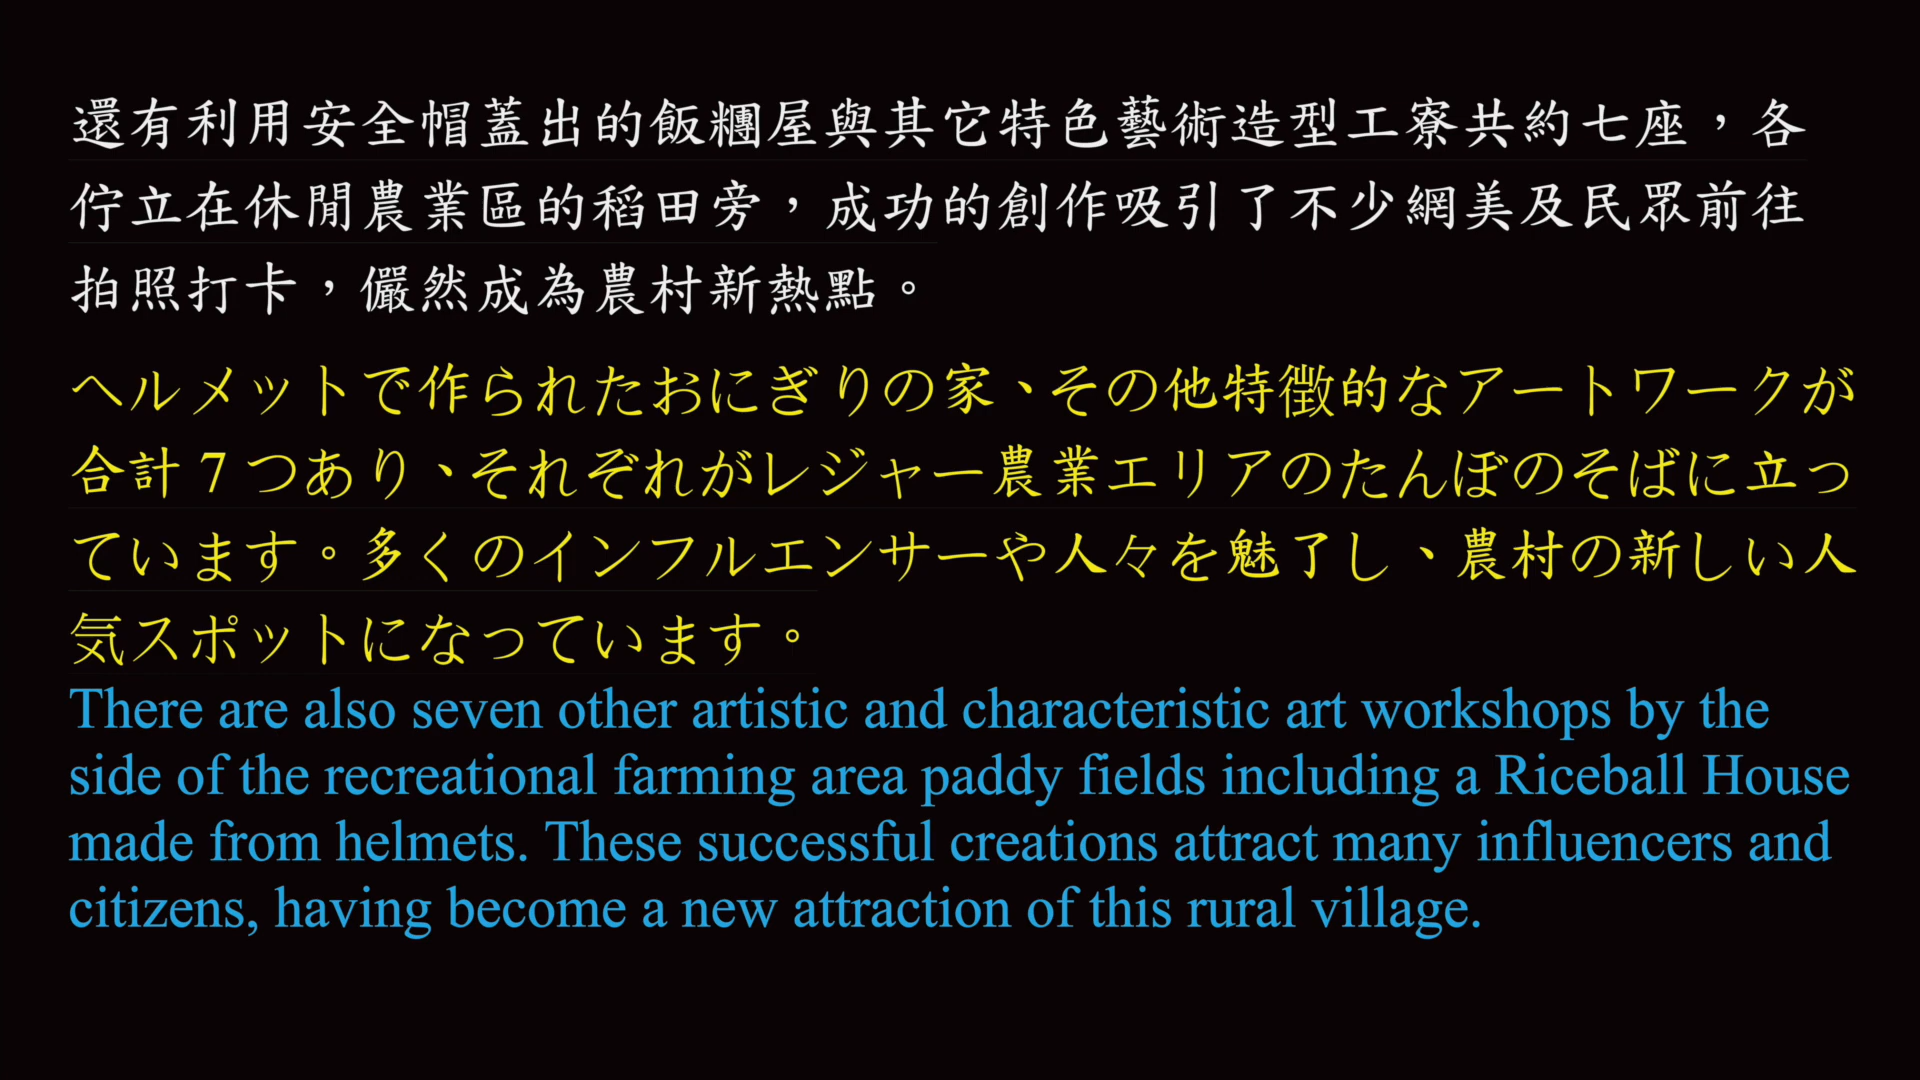 還有利用安全帽蓋出的飯糰屋與其它特色藝術造型工寮共約七座，各
佇立在休閒農業區的稻田旁，成功的創作吸引了不少網美及民眾前往
拍照打卡，儼然成為農村新熱點。
ヘルメットで作られたおにぎりの家、その他特徴的なアートワークが
合計 7 つあり、それぞれがレジャー農業エリアのたんぼのそばに立っ
ています。多くのインフルエンサーや人々を魅了し、農村の新しい人
気スポットになっています。
There are also seven other artistic and characteristic art workshops by the
side of the recreational farming area paddy fields including a Riceball House
made from helmets. These successful creations attract many influencers and
citizens, having become a new attraction of this rural village.